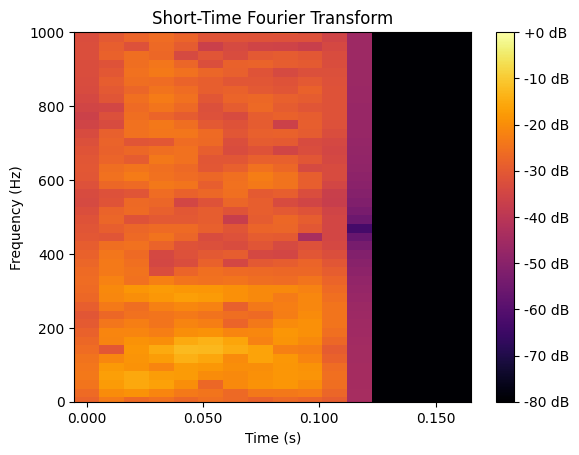 Short-Time Fourier Transform
1000
800
600
400
200
0
Frequency (Hz)
0.000
0.050
0.100
0.150
Time (s)
+0 dB
-10 dB
-20 dB
-30 dB
-40 dB
-50 dB
-60 dB
-70 dB
-80 dB